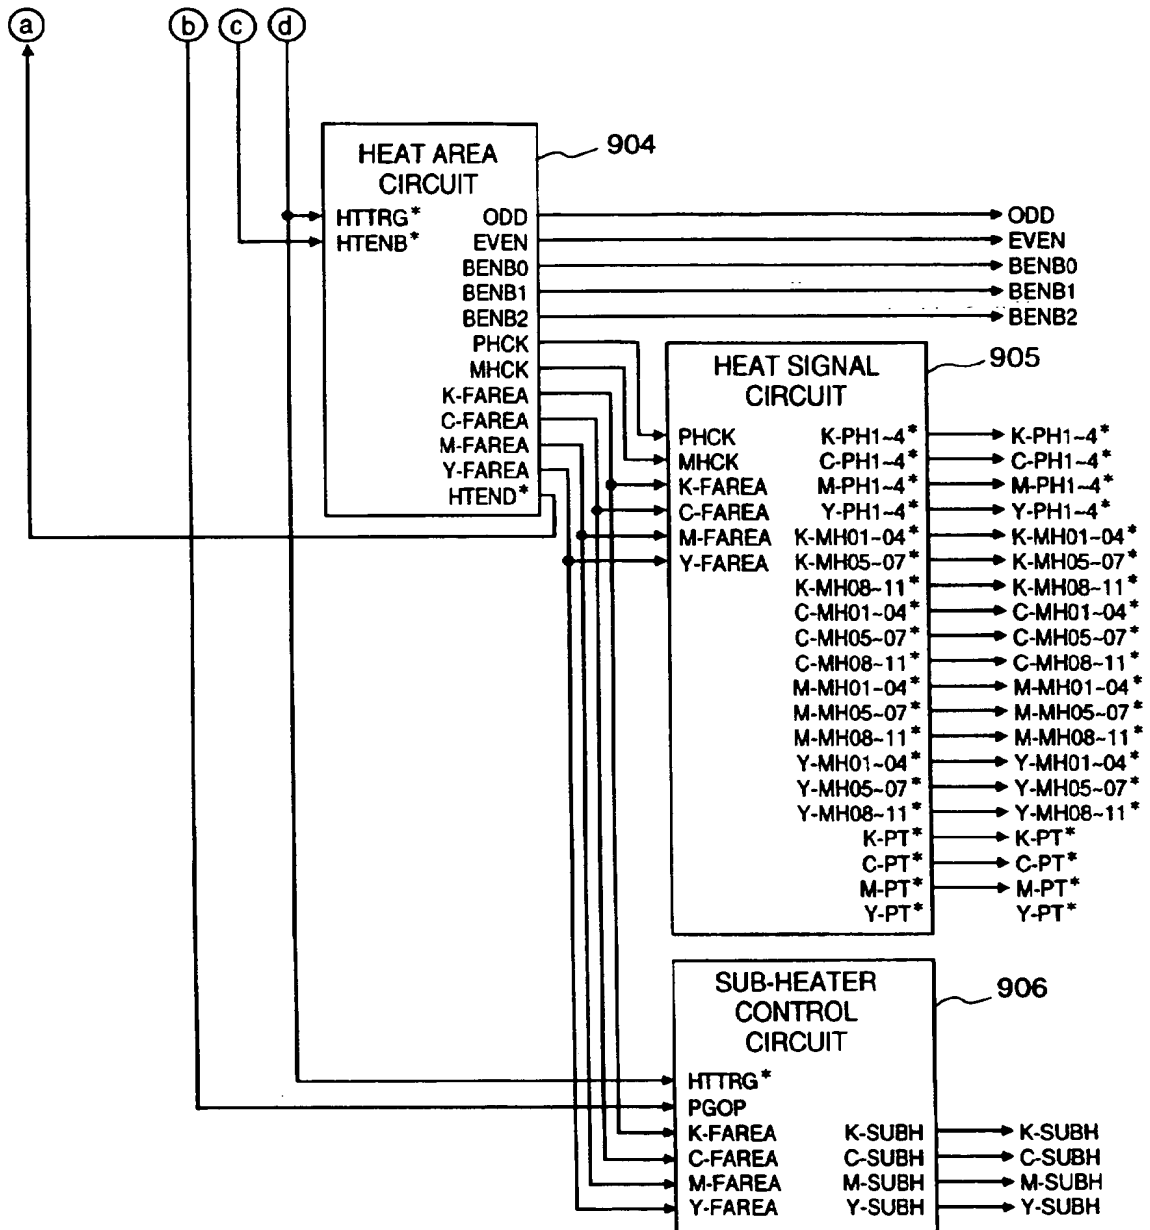 a b c d
HEAT AREA
CIRCUIT
904
HTTRG* ODD ODD
HTENB* EVEN EVEN
BENB0 BENB0
BENB1 BENB1
BENB2 BENB2
PHCK
MHCK
K-FAREA
C-FAREA
M-FAREA
Y-FAREA
HTEND*
HEAT SIGNAL
CIRCUIT
905
PHCK K-PH1~4* K-PH1~4*
MHCK C-PH1~4* C-PH1~4*
K-FAREA M-PH1~4* M-PH1~4*
C-FAREA Y-PH1~4* Y-PH1~4*
M-FAREA K-MH01~04* K-MH01~04*
Y-FAREA K-MH05~07* K-MH05~07*
K-MH08~11* K-MH08~11*
C-MH01~04* C-MH01~04*
C-MH05~07* C-MH05~07*
C-MH08~11* C-MH08~11*
M-MH01~04* M-MH01~04*
M-MH05~07* M-MH05~07*
M-MH08~11* M-MH08~11*
Y-MH01~04* Y-MH01~04*
Y-MH05~07* Y-MH05~07*
Y-MH08~11* Y-MH08~11*
K-PT* K-PT*
C-PT* C-PT*
M-PT* M-PT*
Y-PT* Y-PT*
SUB-HEATER
CONTROL
CIRCUIT
906
HTTRG*
PGOP
K-FAREA K-SUBH K-SUBH
C-FAREA C-SUBH C-SUBH
M-FAREA M-SUBH M-SUBH
Y-FAREA Y-SUBH Y-SUBH